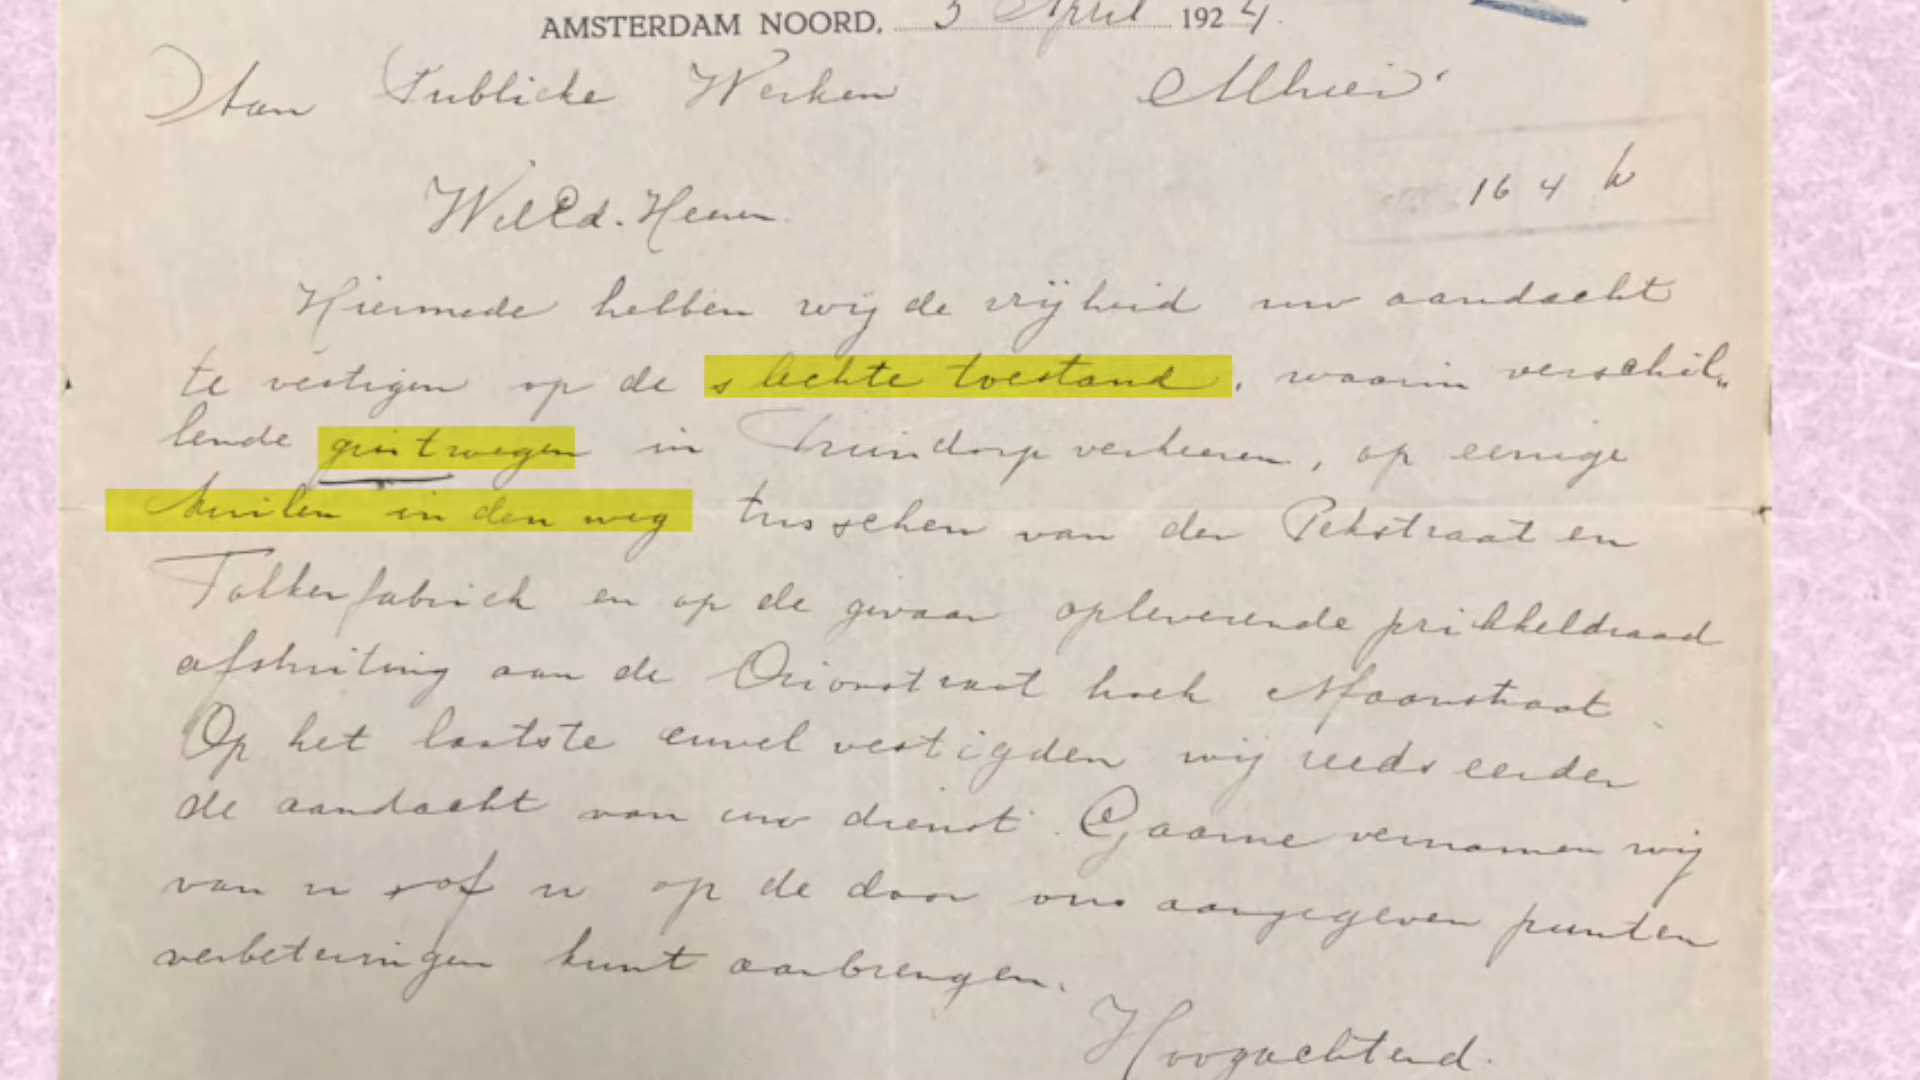 AMSTERDAM NOORD, 3 April 1924.
Aan Publieke Werken Alhier.
WelEd. Heeren
164 h
Hiermede hebben wij de vrijheid uw aandacht
te vestigen op de slechte toestand, waarin verschil„
lende grintwegen in Tuindorp verkeeren, op eenige
kuilen in den weg tusschen van der Pekstraat en
Fokkerfabriek en op de gevaar opleverende prikkeldraad
afsluiting aan de Orionstraat hoek Maanstraat.
Op het laatste euvel vestigden wij reeds eerder
de aandacht van uw dienst. Gaarne vernamen wij
van u of u op de door ons aangegeven punten
verbeteringen kunt aanbrengen.
Hoogachtend.